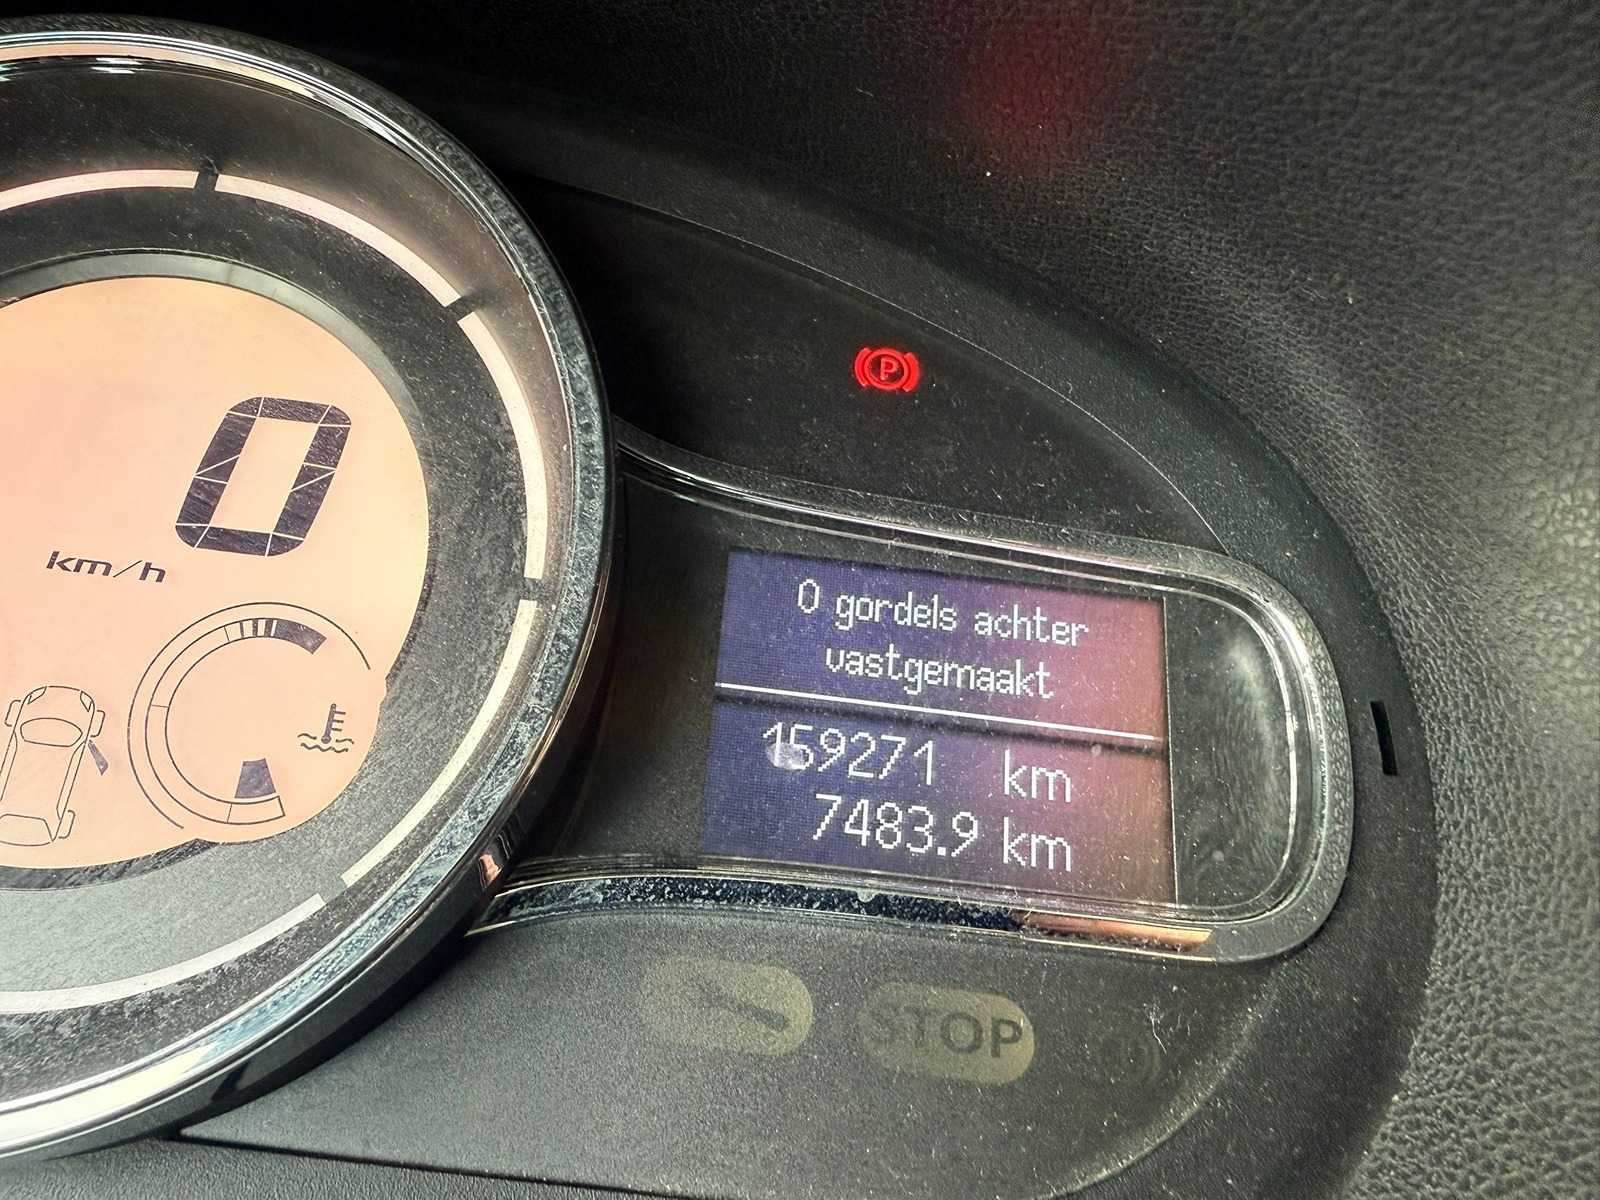 0
km/h
P
0 gordels achter
vastgemaakt
159271 km
7483.9 km
STOP